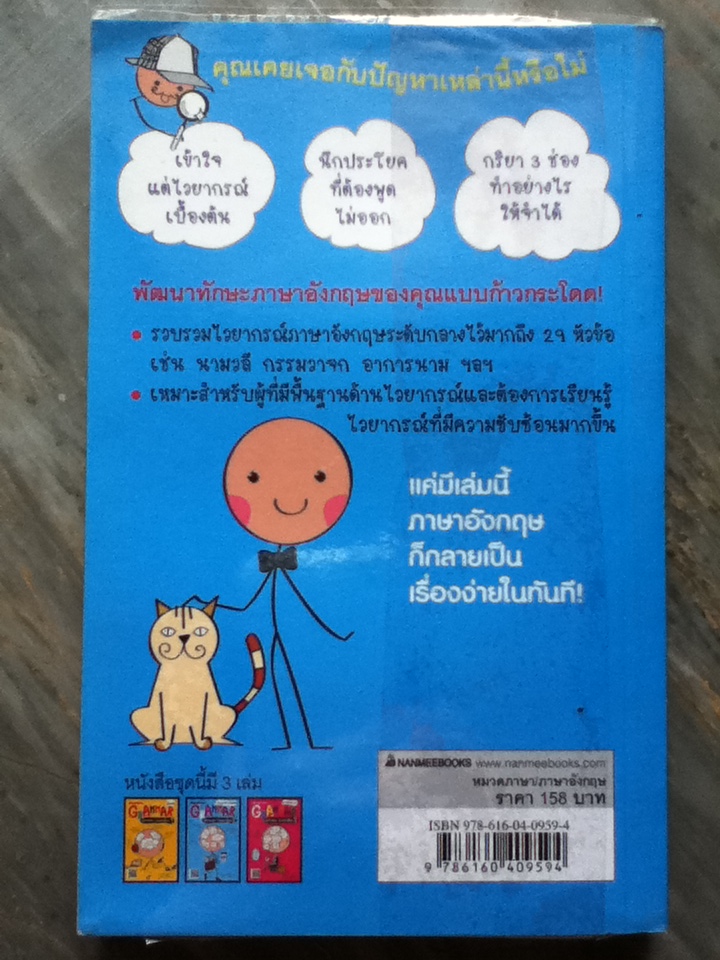 คุณเคยเจอกับปัญหาเหล่านี้หรือไม่
เข้าใจ
แต่ไวยากรณ์
เบื้องต้น
นึกประโยค
ที่ต้องพูด
ไม่ออก
กริยา 3 ช่อง
ทำอย่างไร
ให้จำได้
พัฒนาทักษะภาษาอังกฤษของคุณแบบก้าวกระโดด!
• รวบรวมไวยากรณ์ภาษาอังกฤษระดับกลางไว้มากถึง 29 หัวข้อ
เช่น นามวลี กรรมวาจก อาการนาม ฯลฯ
• เหมาะสำหรับผู้ที่มีพื้นฐานด้านไวยากรณ์และต้องการเรียนรู้
ไวยากรณ์ที่มีความซับซ้อนมากขึ้น
แค่มีเล่มนี้
ภาษาอังกฤษ
ก็กลายเป็น
เรื่องง่ายในทันที!
หนังสือชุดนี้มี 3 เล่ม
GRAMMAR
GRAMMAR
GRAMMAR
NANMEEBOOKS www.nanmeebooks.com
หมวดภาษา/ภาษาอังกฤษ
ราคา 158 บาท
ISBN 978-616-04-0959-4
9 786160 409594